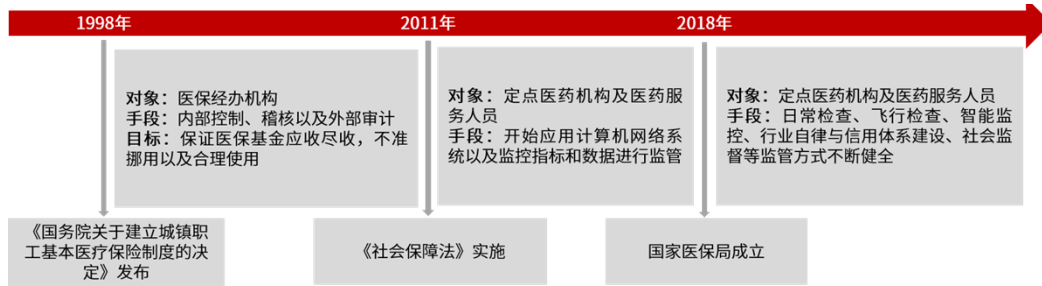 1998年
2011年
2018年
对象：医保经办机构
手段：内部控制、稽核以及外部审计
目标：保证医保基金应收尽收，不准
挪用以及合理使用
对象：定点医药机构及医药服
务人员
手段：开始应用计算机网络系
统以及监控指标和数据进行监管
对象：定点医药机构及医药服务人员
手段：日常检查、飞行检查、智能监
控、行业自律与信用体系建设、社会监
督等监管方式不断健全
《国务院关于建立城镇职
工基本医疗保险制度的决
定》发布
《社会保障法》实施
国家医保局成立